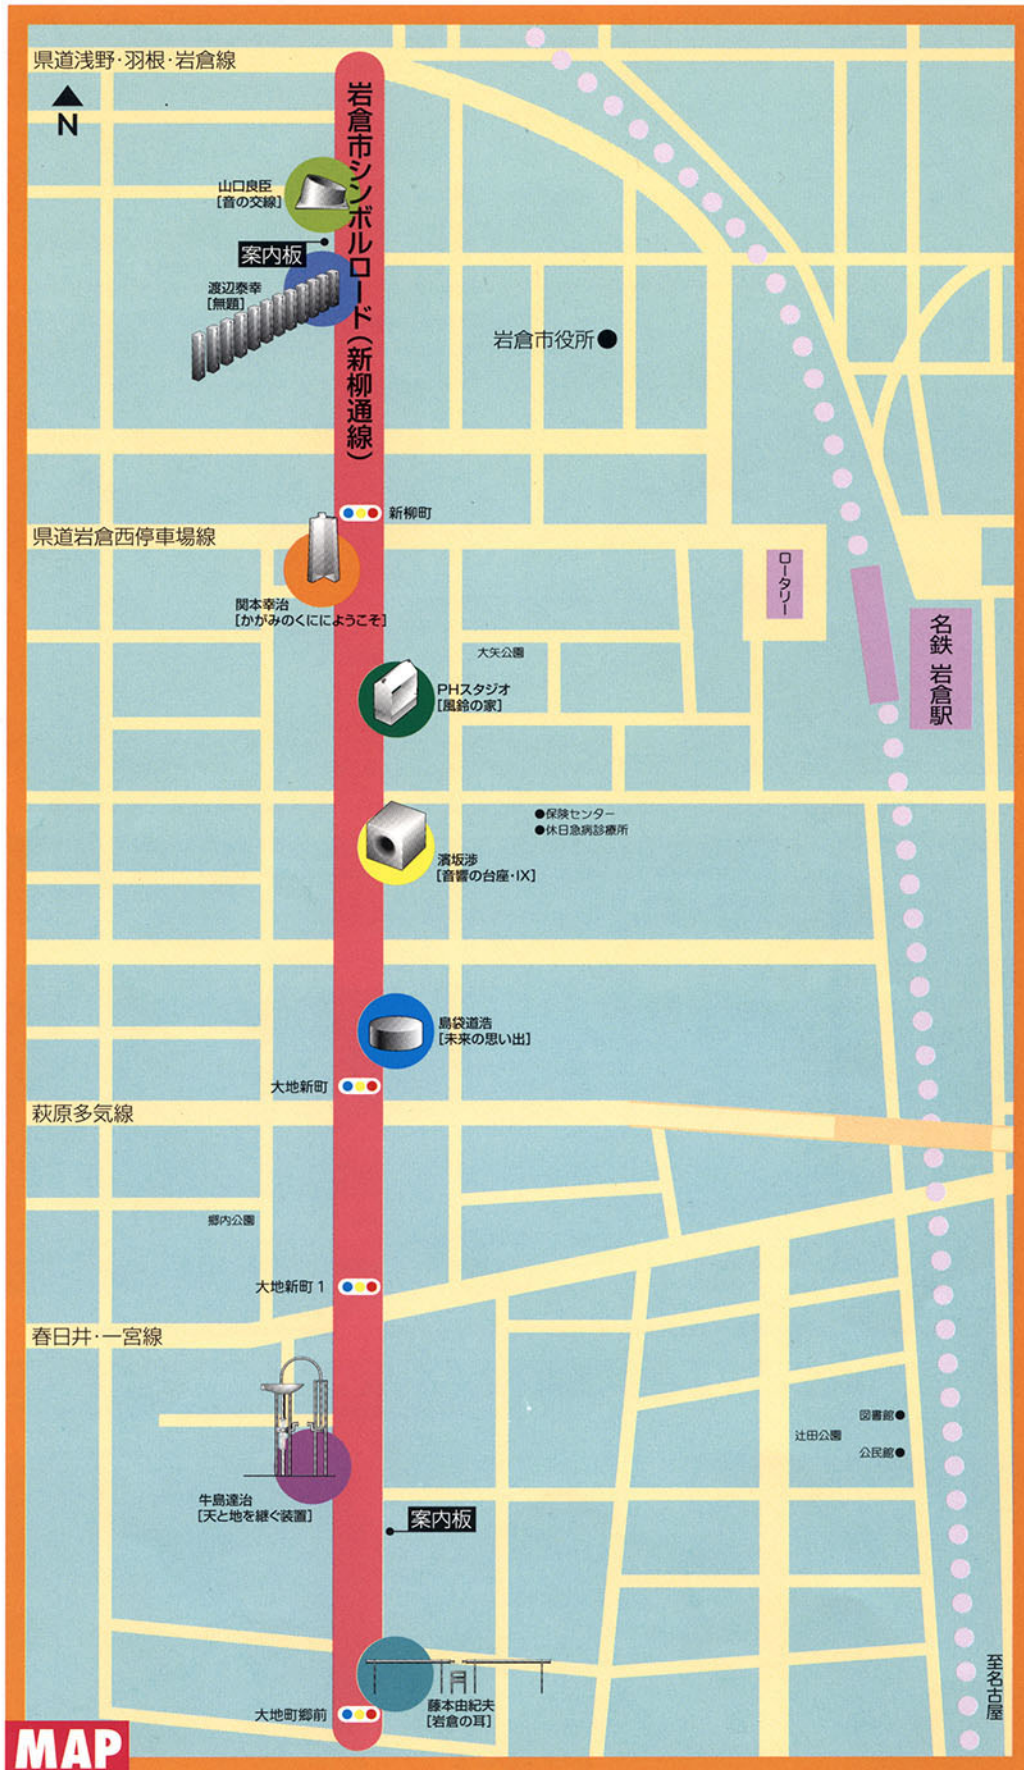 県道浅野・羽根・岩倉線
N
岩倉市シンボルロード（新柳通線）
山口良臣
［音の交線］
案内板
渡辺泰幸
［無題］
岩倉市役所
新柳町
県道岩倉西停車場線
ロータリー
関本幸治
［かがみのくににようこそ］
名鉄 岩倉駅
大矢公園
PHスタジオ
［風鈴の家］
保険センター
休日急病診療所
濱坂渉
［音響の台座・IX］
島袋道浩
［未来の思い出］
大地新町
萩原多気線
郷内公園
大地新町 1
春日井・一宮線
図書館
辻田公園
公民館
牛島達治
［天と地を継ぐ装置］
案内板
至名古屋
藤本由紀夫
［岩倉の耳］
大地町郷前
MAP